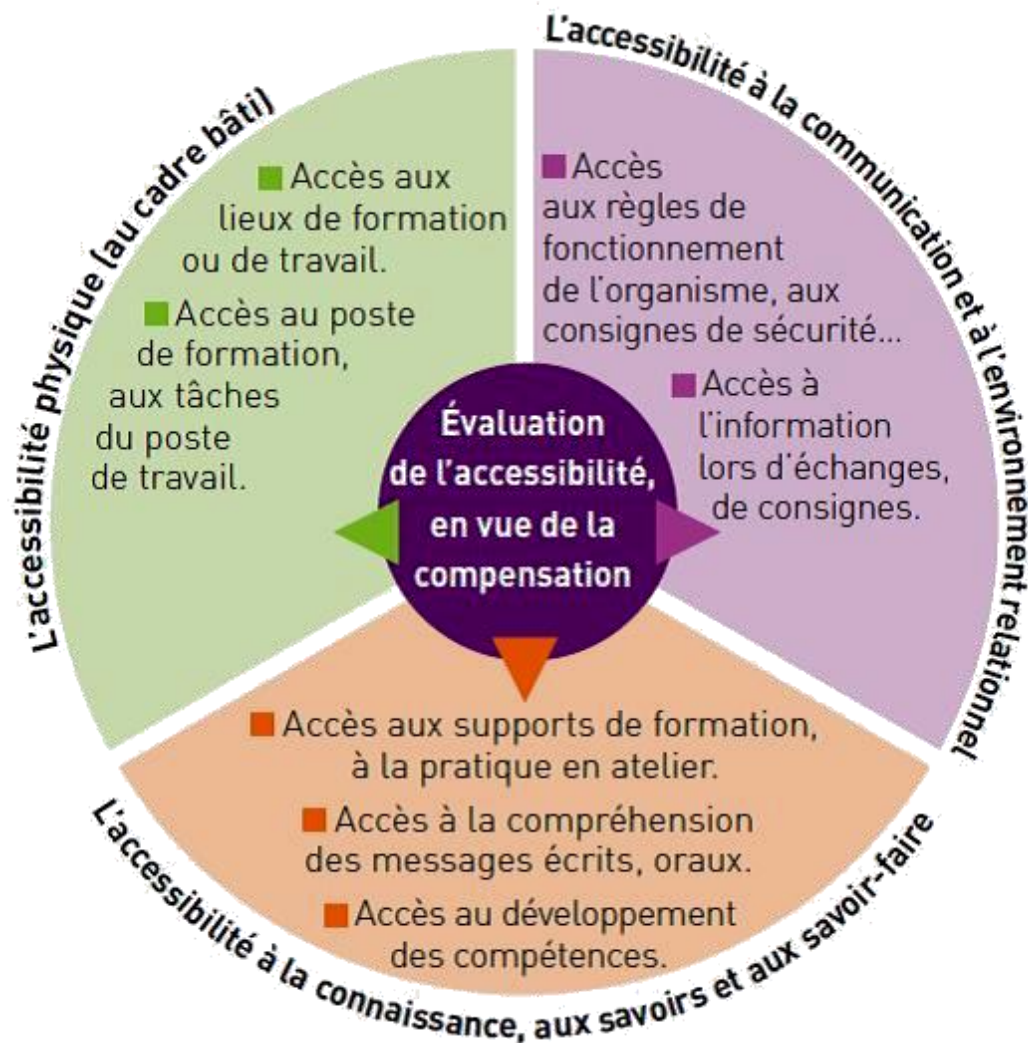 L'accessibilité physique (au cadre bâti)
■ Accès aux
lieux de formation
ou de travail.
■ Accès au poste
de formation,
aux tâches
du poste
de travail.
L'accessibilité à la communication et à l'environnement relationnel
■ Accès
aux règles de
fonctionnement
de l'organisme, aux
consignes de sécurité...
■ Accès à
l'information
lors d'échanges,
de consignes.
Évaluation
de l'accessibilité,
en vue de la
compensation
■ Accès aux supports de formation,
à la pratique en atelier.
■ Accès à la compréhension
des messages écrits, oraux.
■ Accès au développement
des compétences.
L'accessibilité à la connaissance, aux savoirs et aux savoir-faire